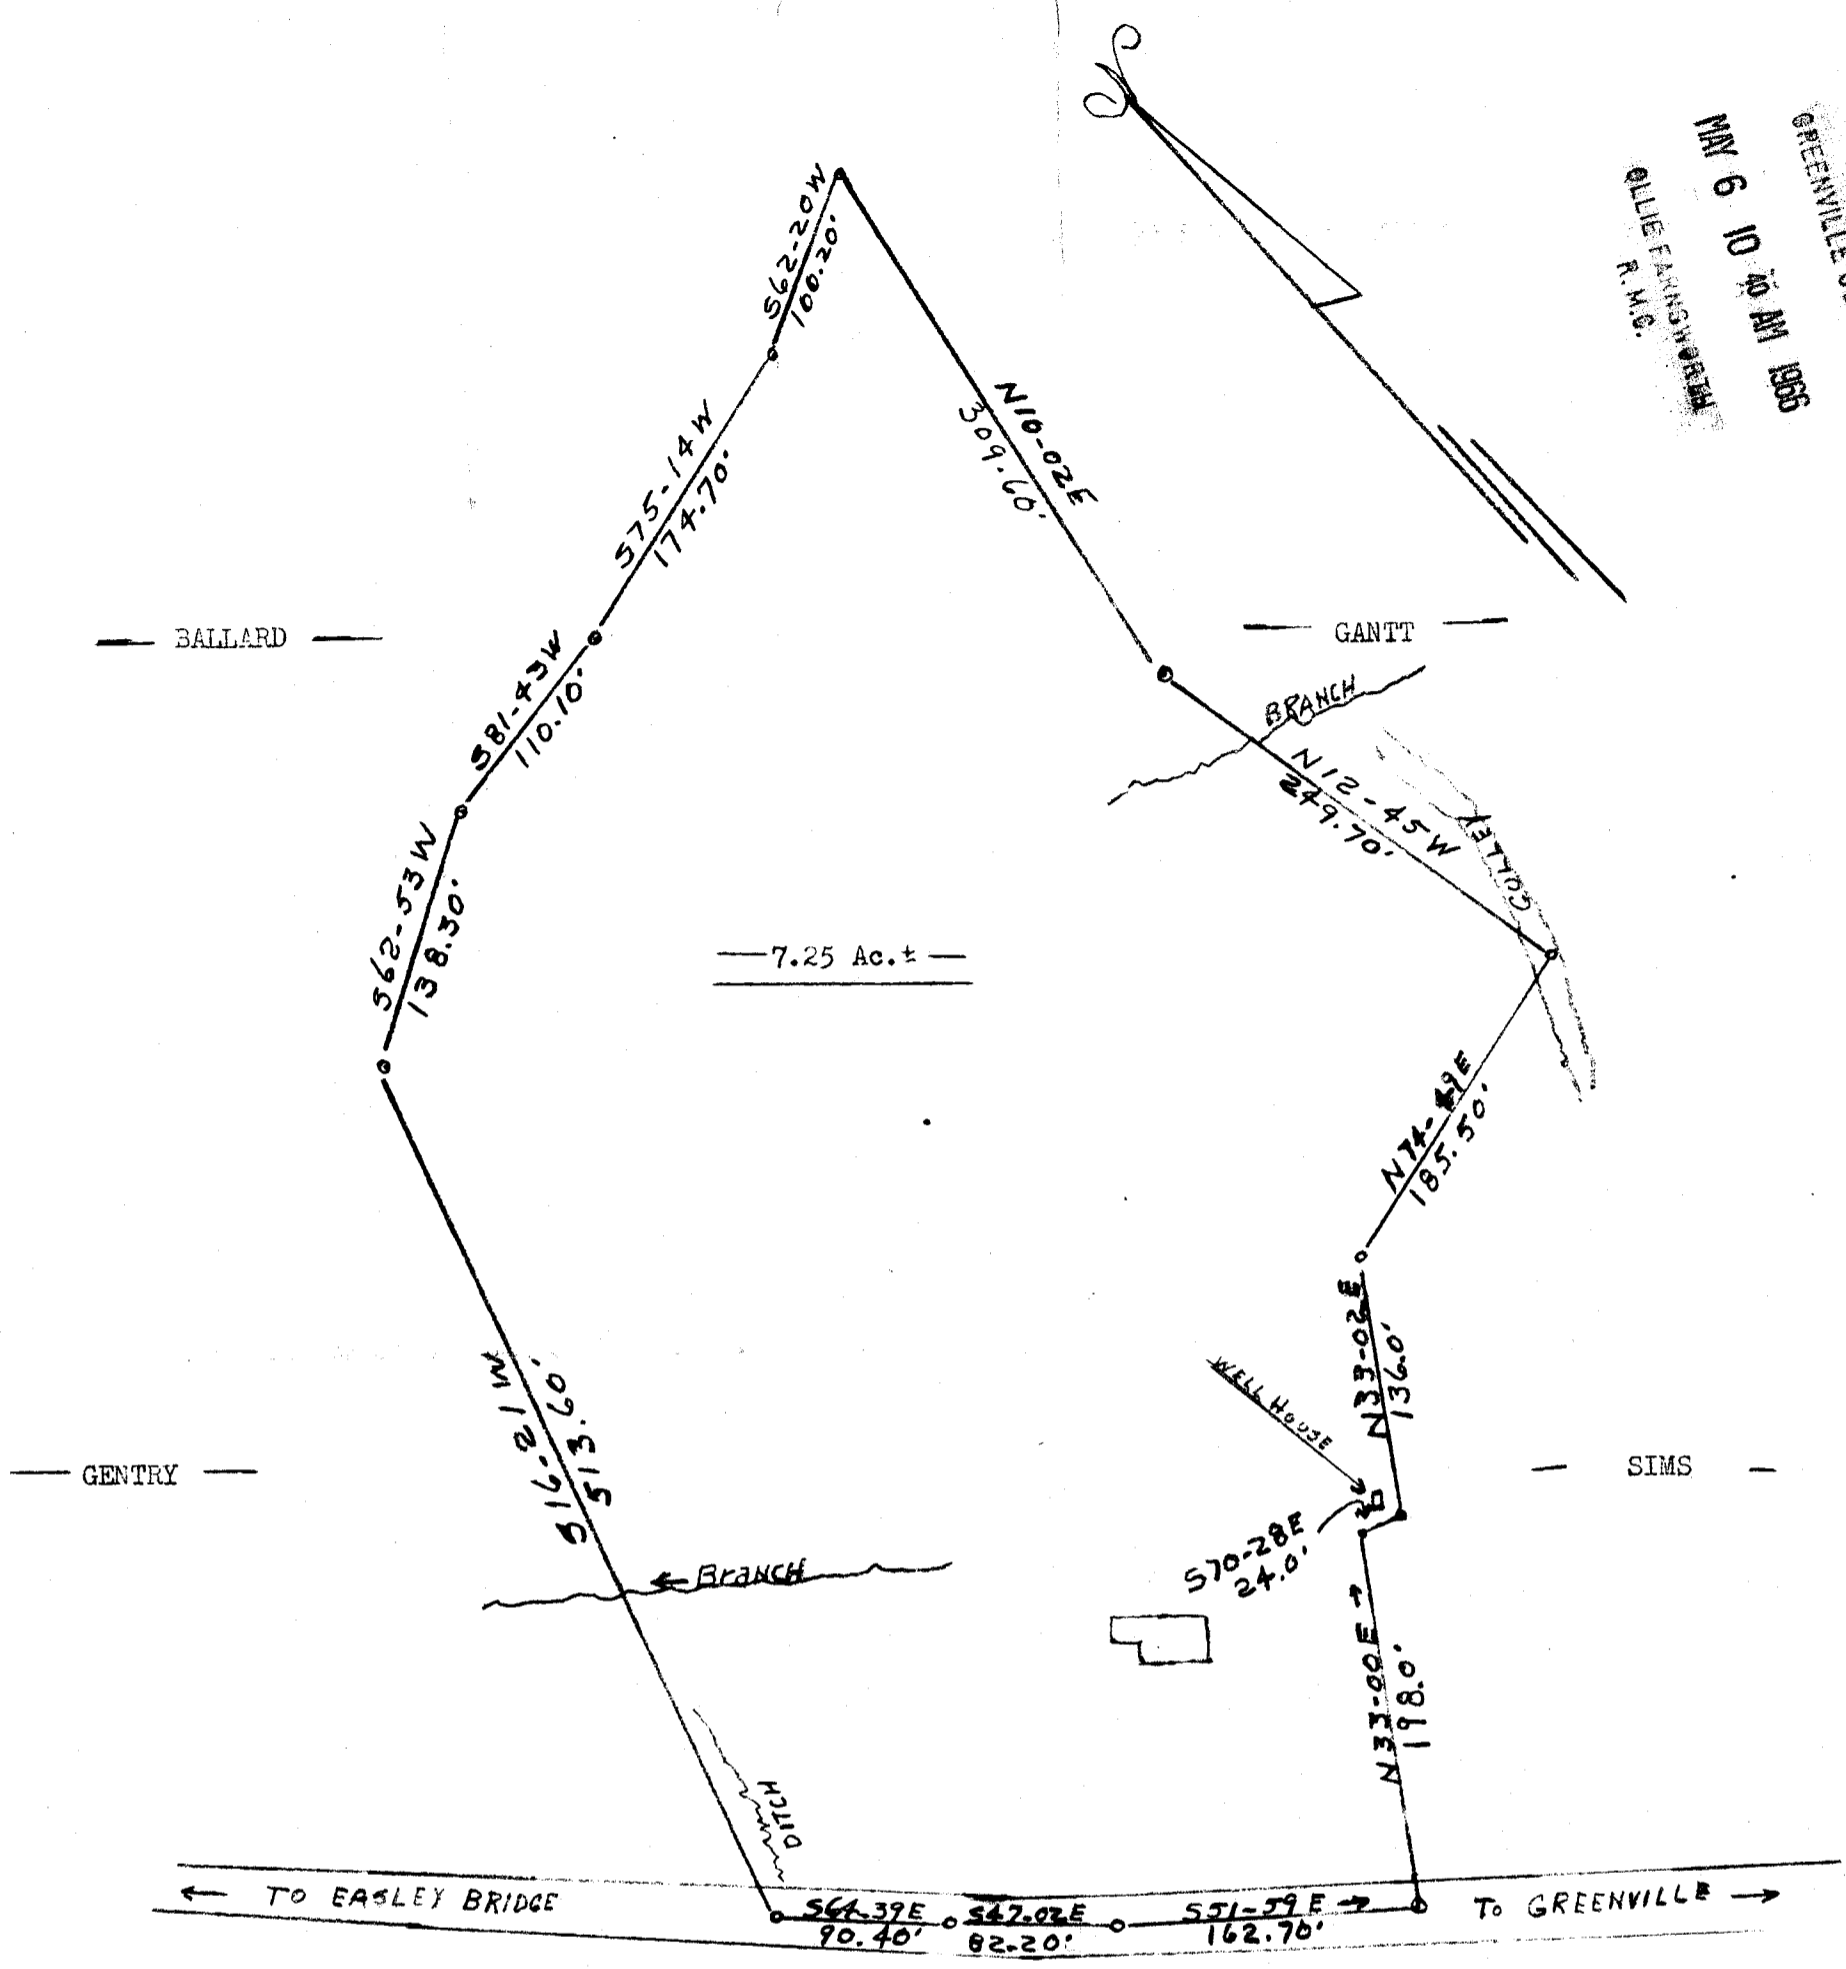 GREENVILLE
MAY 6 10 40 AM 1966
OLLIE FARNSWORTH
R.M.C.
S62-20W
100.20'
N10-02E
309.60'
S75-14W
174.70'
— BALLARD —
— GANTT —
S81-43W
110.10'
BRANCH
N12-45W
249.70'
GULLEY
S62-53W
138.30'
—7.25 Ac.±—
185.50'
N33-02E
136.0'
WELL HOUSE
S16-21W
513.60'
— GENTRY —
— SIMS —
S70-28E
24.0'
← BrANCH
N33-00E →
198.0'
DITCH
← TO EASLEY BRIDGE
S64-39E
90.40'
S47-02E
82.20'
S51-59E →
162.70'
To GREENVILLE →